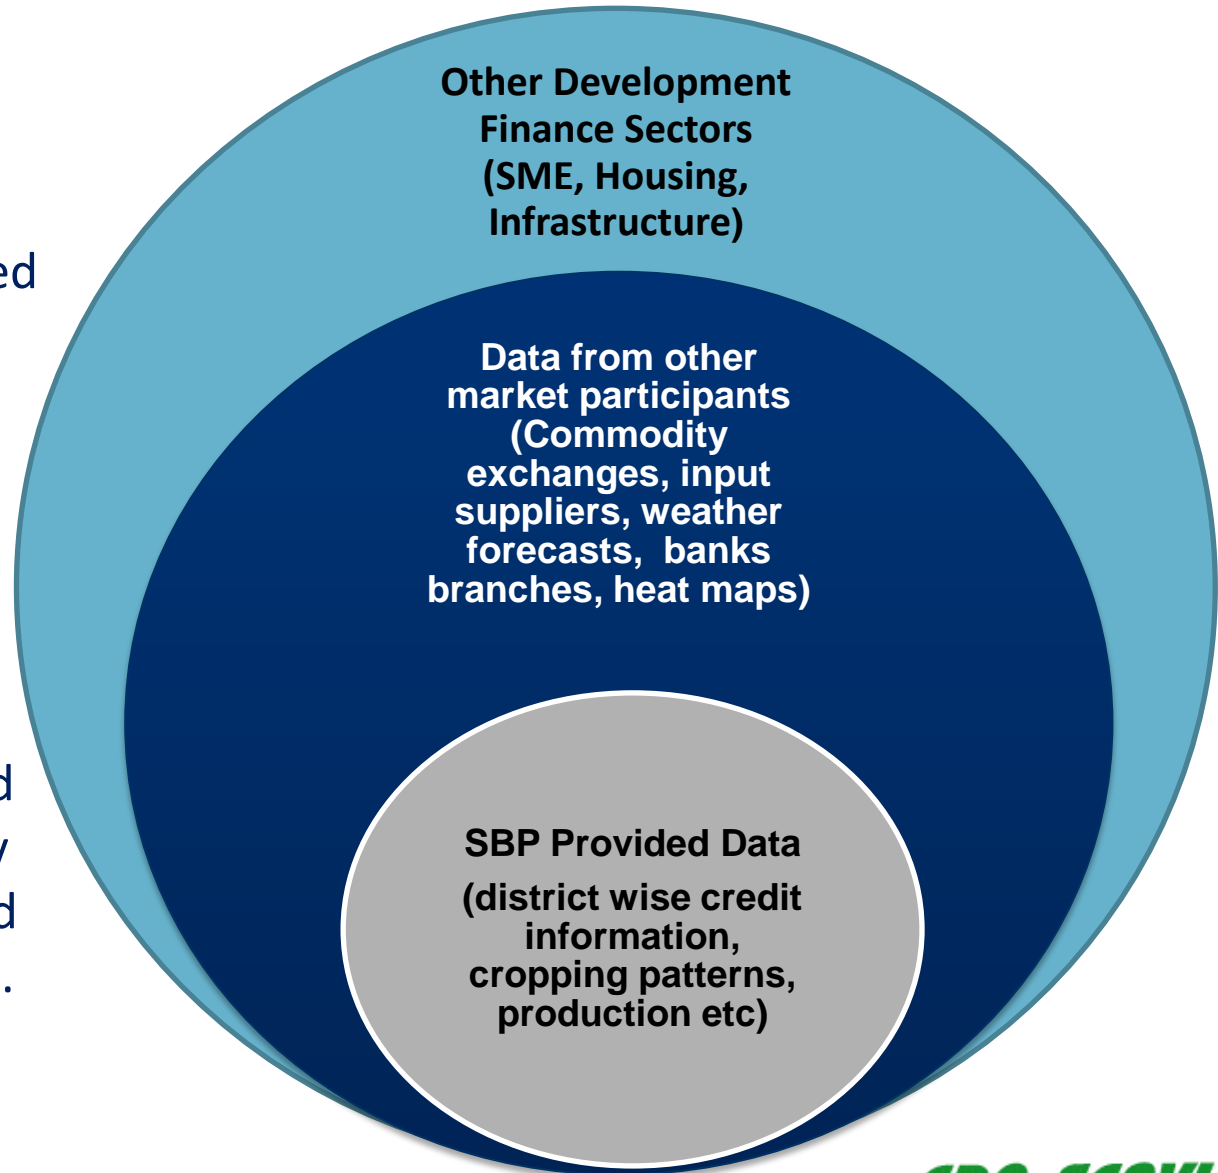 Other Development
Finance Sectors
(SME, Housing,
Infrastructure)
ed
Data from other
market participants
(Commodity
exchanges, input
suppliers, weather
forecasts,  banks
branches, heat maps)
d
y
d
.
SBP Provided Data
(district wise credit
information,
cropping patterns,
production etc)